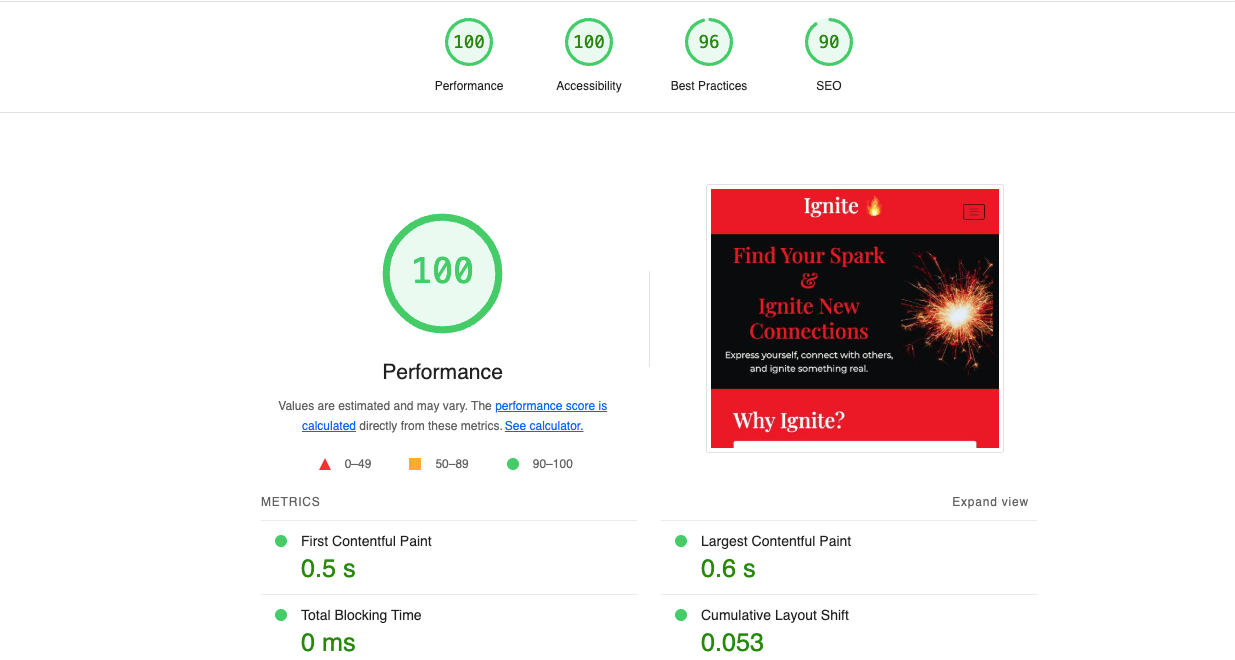 100
100
96
90
Performance
Accessibility
Best Practices
SEO
100
Performance
Values are estimated and may vary. The performance score is
calculated directly from these metrics. See calculator.
0–49
50–89
90–100
Ignite 🔥
Find Your Spark
&
Ignite New
Connections
Express yourself, connect with others,
and ignite something real.
Why Ignite?
METRICS
Expand view
First Contentful Paint
0.5 s
Largest Contentful Paint
0.6 s
Total Blocking Time
0 ms
Cumulative Layout Shift
0.053